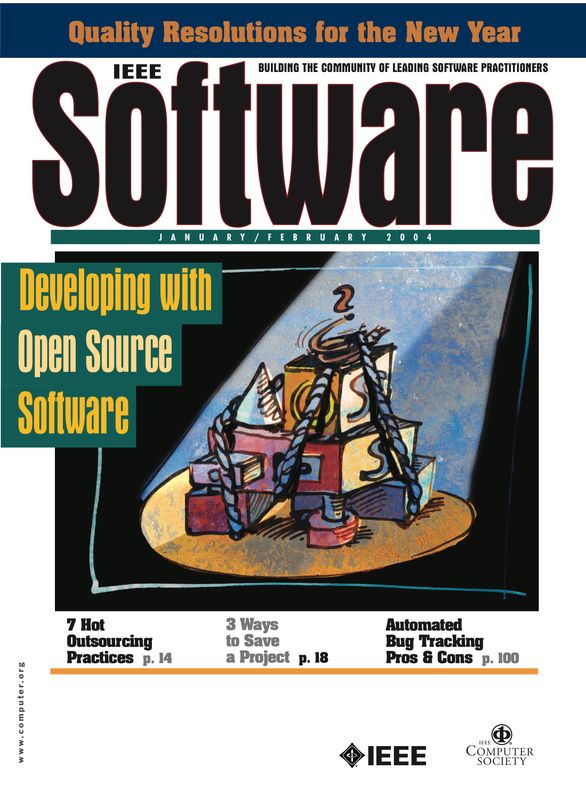 Quality Resolutions for the New Year
IEEE
BUILDING THE COMMUNITY OF LEADING SOFTWARE PRACTITIONERS
Software
JANUARY/FEBRUARY 2004
Developing with
Open Source
Software
?
O
S
S
7 Hot
Outsourcing
Practices p. 14
3 Ways
to Save
a Project p. 18
Automated
Bug Tracking
Pros & Cons p. 100
www.computer.org
IEEE
IEEE
COMPUTER
SOCIETY